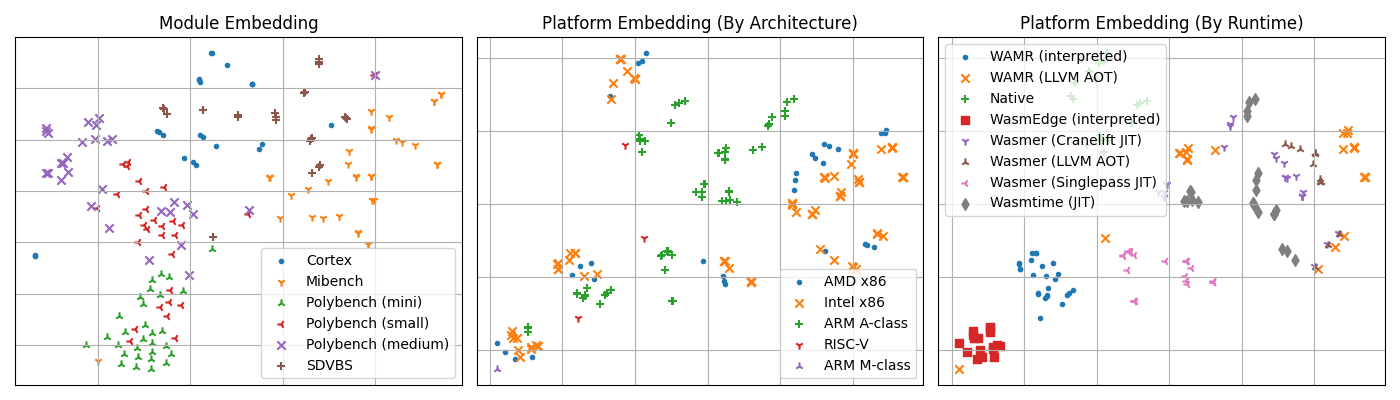 Module Embedding
Cortex
Mibench
Polybench (mini)
Polybench (small)
Polybench (medium)
SDVBS
Platform Embedding (By Architecture)
AMD x86
Intel x86
ARM A-class
RISC-V
ARM M-class
Platform Embedding (By Runtime)
WAMR (interpreted)
WAMR (LLVM AOT)
Native
WasmEdge (interpreted)
Wasmer (Cranelift JIT)
Wasmer (LLVM AOT)
Wasmer (Singlepass JIT)
Wasmtime (JIT)